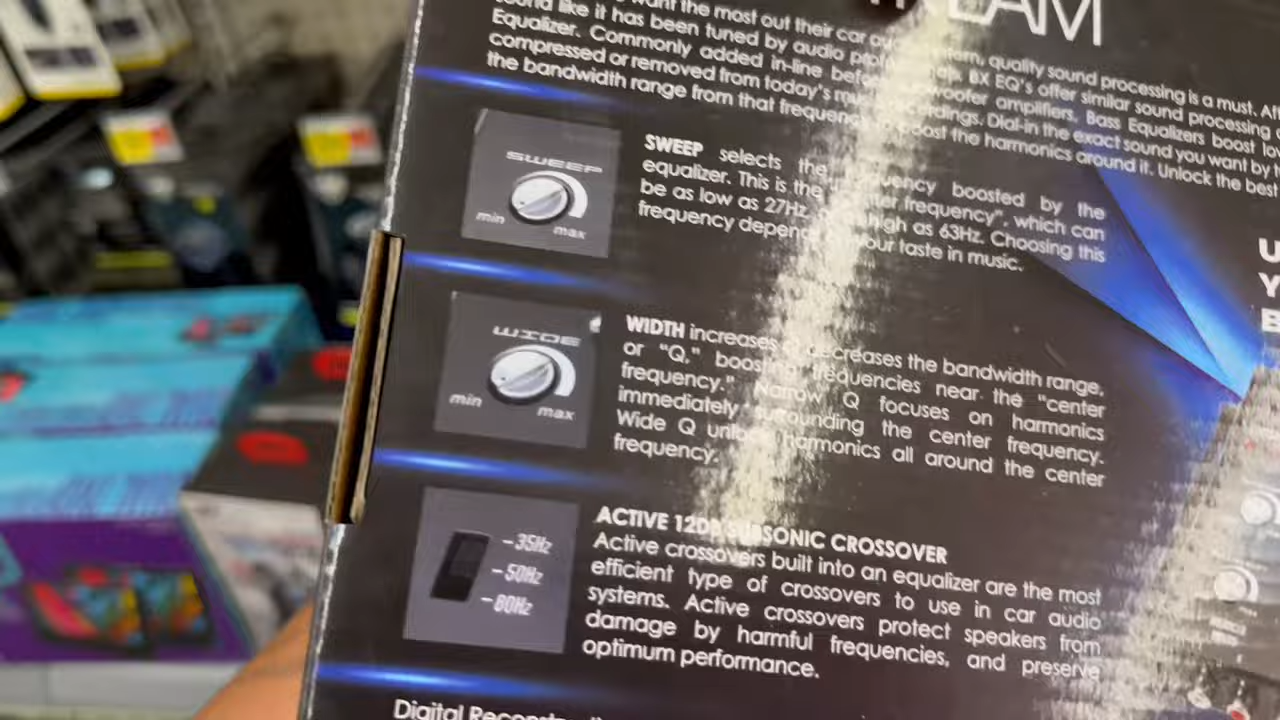 EAM
want the most out their car au
quality sound processing is a must.
sound like it has been tuned by audio
BX EQ's offer similar sound processing
Equalizer. Commonly added in-line
amplifiers. Bass Equalizers boost
compressed or removed from today's
Dial-in the exact sound you want by
the bandwidth range from that
the harmonics around it. Unlock the best
SWEEP
min
max
SWEEP selects the boosted by the
equalizer. This is the frequency", which can
be as low as 27Hz, high as 63Hz. Choosing this
frequency your taste in music.
WIDE
min
max
WIDTH increases decreases the bandwidth range,
or "Q," frequencies near the "center
frequency." Narrow Q focuses on harmonics
immediately surrounding the center frequency.
Wide Q harmonics all around the center
frequency.
-35Hz
-50Hz
-80Hz
ACTIVE SUBSONIC CROSSOVER
Active crossovers built into an equalizer are the most
efficient type of crossovers to use in car audio
systems. Active crossovers protect speakers from
damage by harmful frequencies, and preserve
optimum performance.
Digital